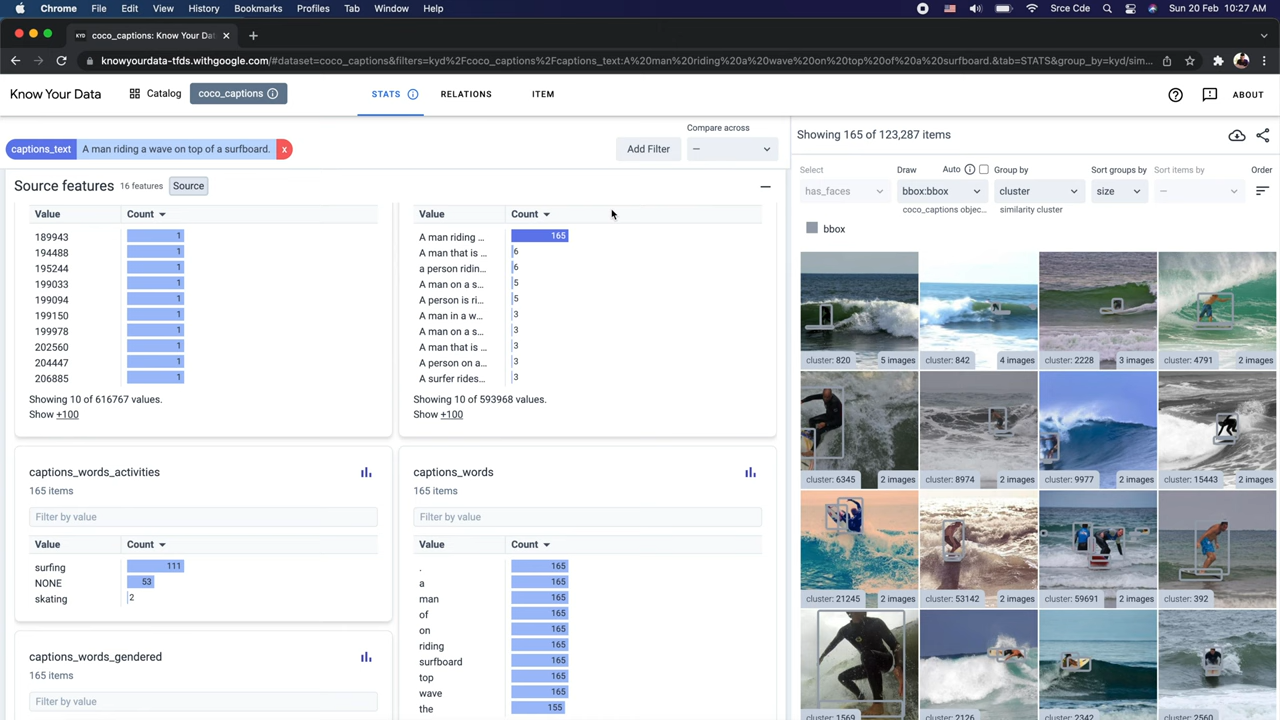 Chrome File Edit View History Bookmarks Profiles Tab Window Help Srce Cde Sun 20 Feb 10:27 AM
KYD coco_captions: Know Your Dat
knowyourdata-tfds.withgoogle.com/#dataset=coco_captions&filters=kyd%2Fcoco_captions%2Fcaptions_text:A%20man%20riding%20a%20wave%20on%20top%20of%20a%20surfboard.&tab=STATS&group_by=kyd/sim...
Know Your Data Catalog coco_captions STATS RELATIONS ITEM ABOUT
captions_text A man riding a wave on top of a surfboard. x Add Filter Compare across —
Source features 16 features Source
Value Count
189943 1
194488 1
195244 1
199033 1
199094 1
199150 1
199331 1
199978 1
202560 1
204447 1
206885 1
Showing 10 of 616767 values.
Show +100
Value Count
A man riding ... 165
A man that is ... 6
a person ridin... 6
A man on a s... 5
A person is ri... 5
A man in a w... 3
A man on a s... 3
A man that is ... 3
A person on a... 3
A surfer rides... 3
Showing 10 of 593968 values.
Show +100
captions_words_activities
165 items
Filter by value
Value Count
surfing 111
NONE 53
skating 2
captions_words
165 items
Filter by value
Value Count
. 165
a 165
man 165
of 165
on 165
riding 165
surfboard 165
top 165
wave 165
the 155
captions_words_gendered
165 items
Filter by value
Showing 165 of 123,287 items
Select Draw Auto Group by Sort groups by Sort items by Order
has_faces bbox:bbox cluster size —
coco_captions objec... similarity cluster
bbox
cluster: 820 5 images cluster: 842 4 images cluster: 2228 3 images cluster: 4791 2 images
cluster: 6345 2 images cluster: 8974 2 images cluster: 9977 2 images cluster: 15443 2 images
cluster: 21245 2 images cluster: 53142 2 images cluster: 59691 2 images cluster: 392
cluster: 1569 cluster: 2126 cluster: 2342 cluster: 2560